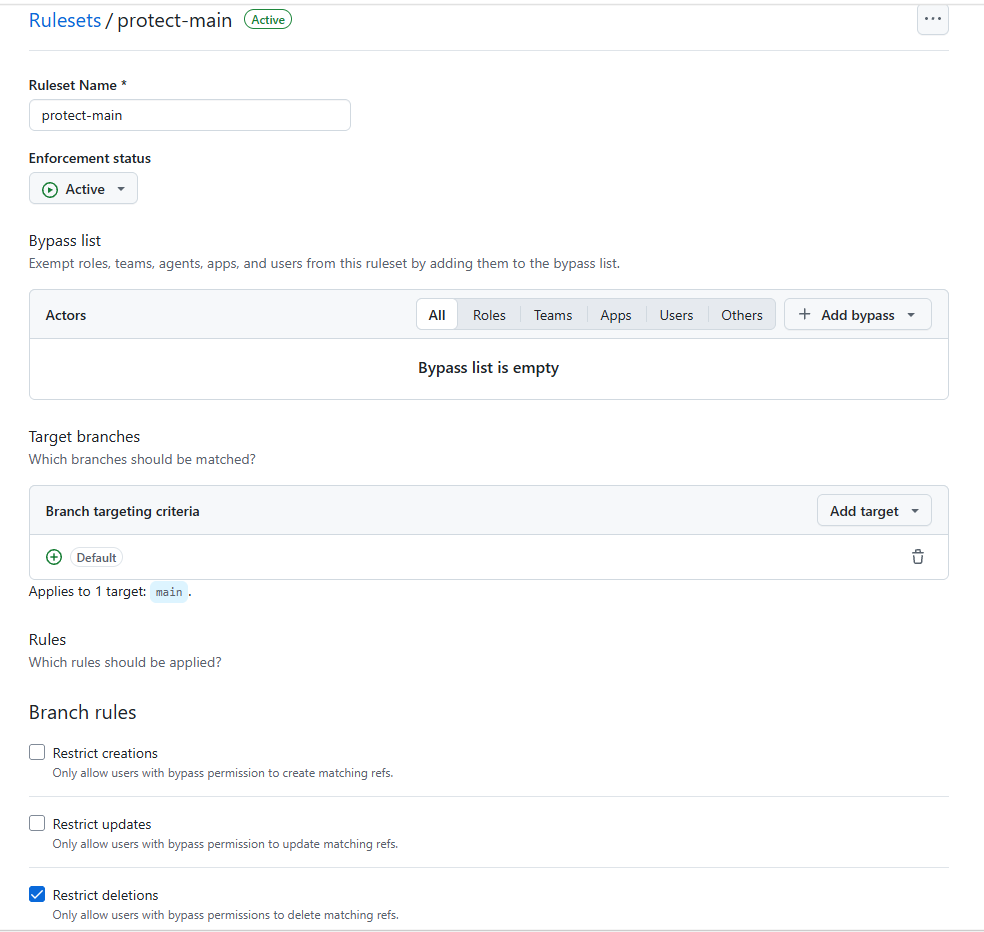 Rulesets / protect-main Active
Ruleset Name *
protect-main
Enforcement status
Active
Bypass list
Exempt roles, teams, agents, apps, and users from this ruleset by adding them to the bypass list.
Actors All Roles Teams Apps Users Others Add bypass
Bypass list is empty
Target branches
Which branches should be matched?
Branch targeting criteria Add target
Default
Applies to 1 target: main.
Rules
Which rules should be applied?
Branch rules
Restrict creations
Only allow users with bypass permission to create matching refs.
Restrict updates
Only allow users with bypass permission to update matching refs.
Restrict deletions
Only allow users with bypass permissions to delete matching refs.